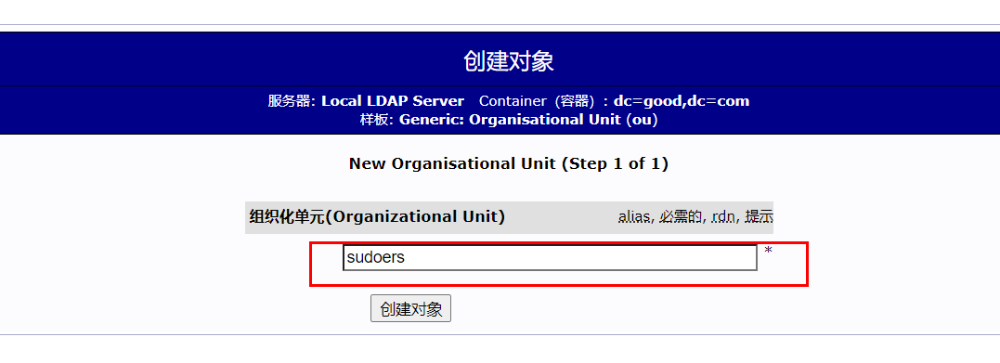 创建对象
服务器: Local LDAP Server Container (容器) : dc=good,dc=com
样板: Generic: Organisational Unit (ou)
New Organisational Unit (Step 1 of 1)
组织化单元(Organizational Unit) alias, 必需的, rdn, 提示
sudoers *
创建对象